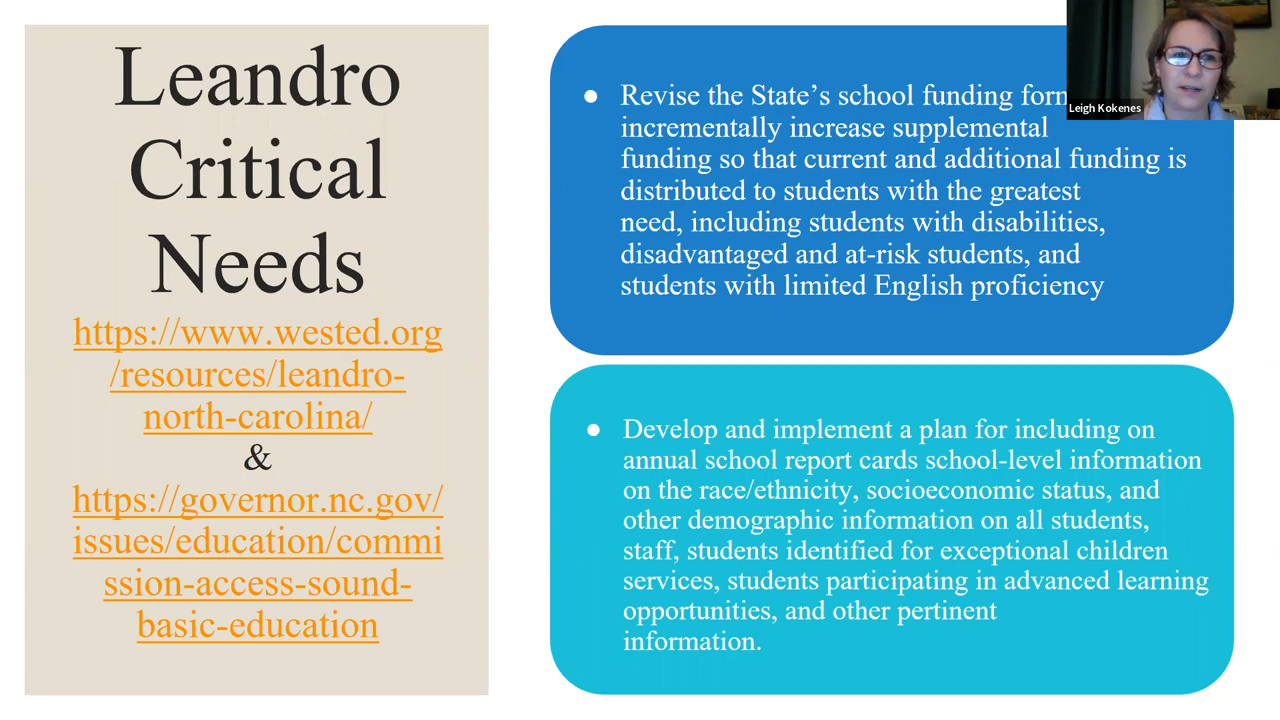 Leandro
Critical
Needs
https://www.wested.org
/resources/leandro-
north-carolina/
&
https://governor.nc.gov/
issues/education/commi
ssion-access-sound-
basic-education
Revise the State's school funding
incrementally increase supplemental
funding so that current and additional funding is
distributed to students with the greatest
need, including students with disabilities,
disadvantaged and at-risk students, and
students with limited English proficiency
Develop and implement a plan for including on
annual school report cards school-level information
on the race/ethnicity, socioeconomic status, and
other demographic information on all students,
staff, students identified for exceptional children
services, students participating in advanced learning
opportunities, and other pertinent
information.
Leigh Kokenes